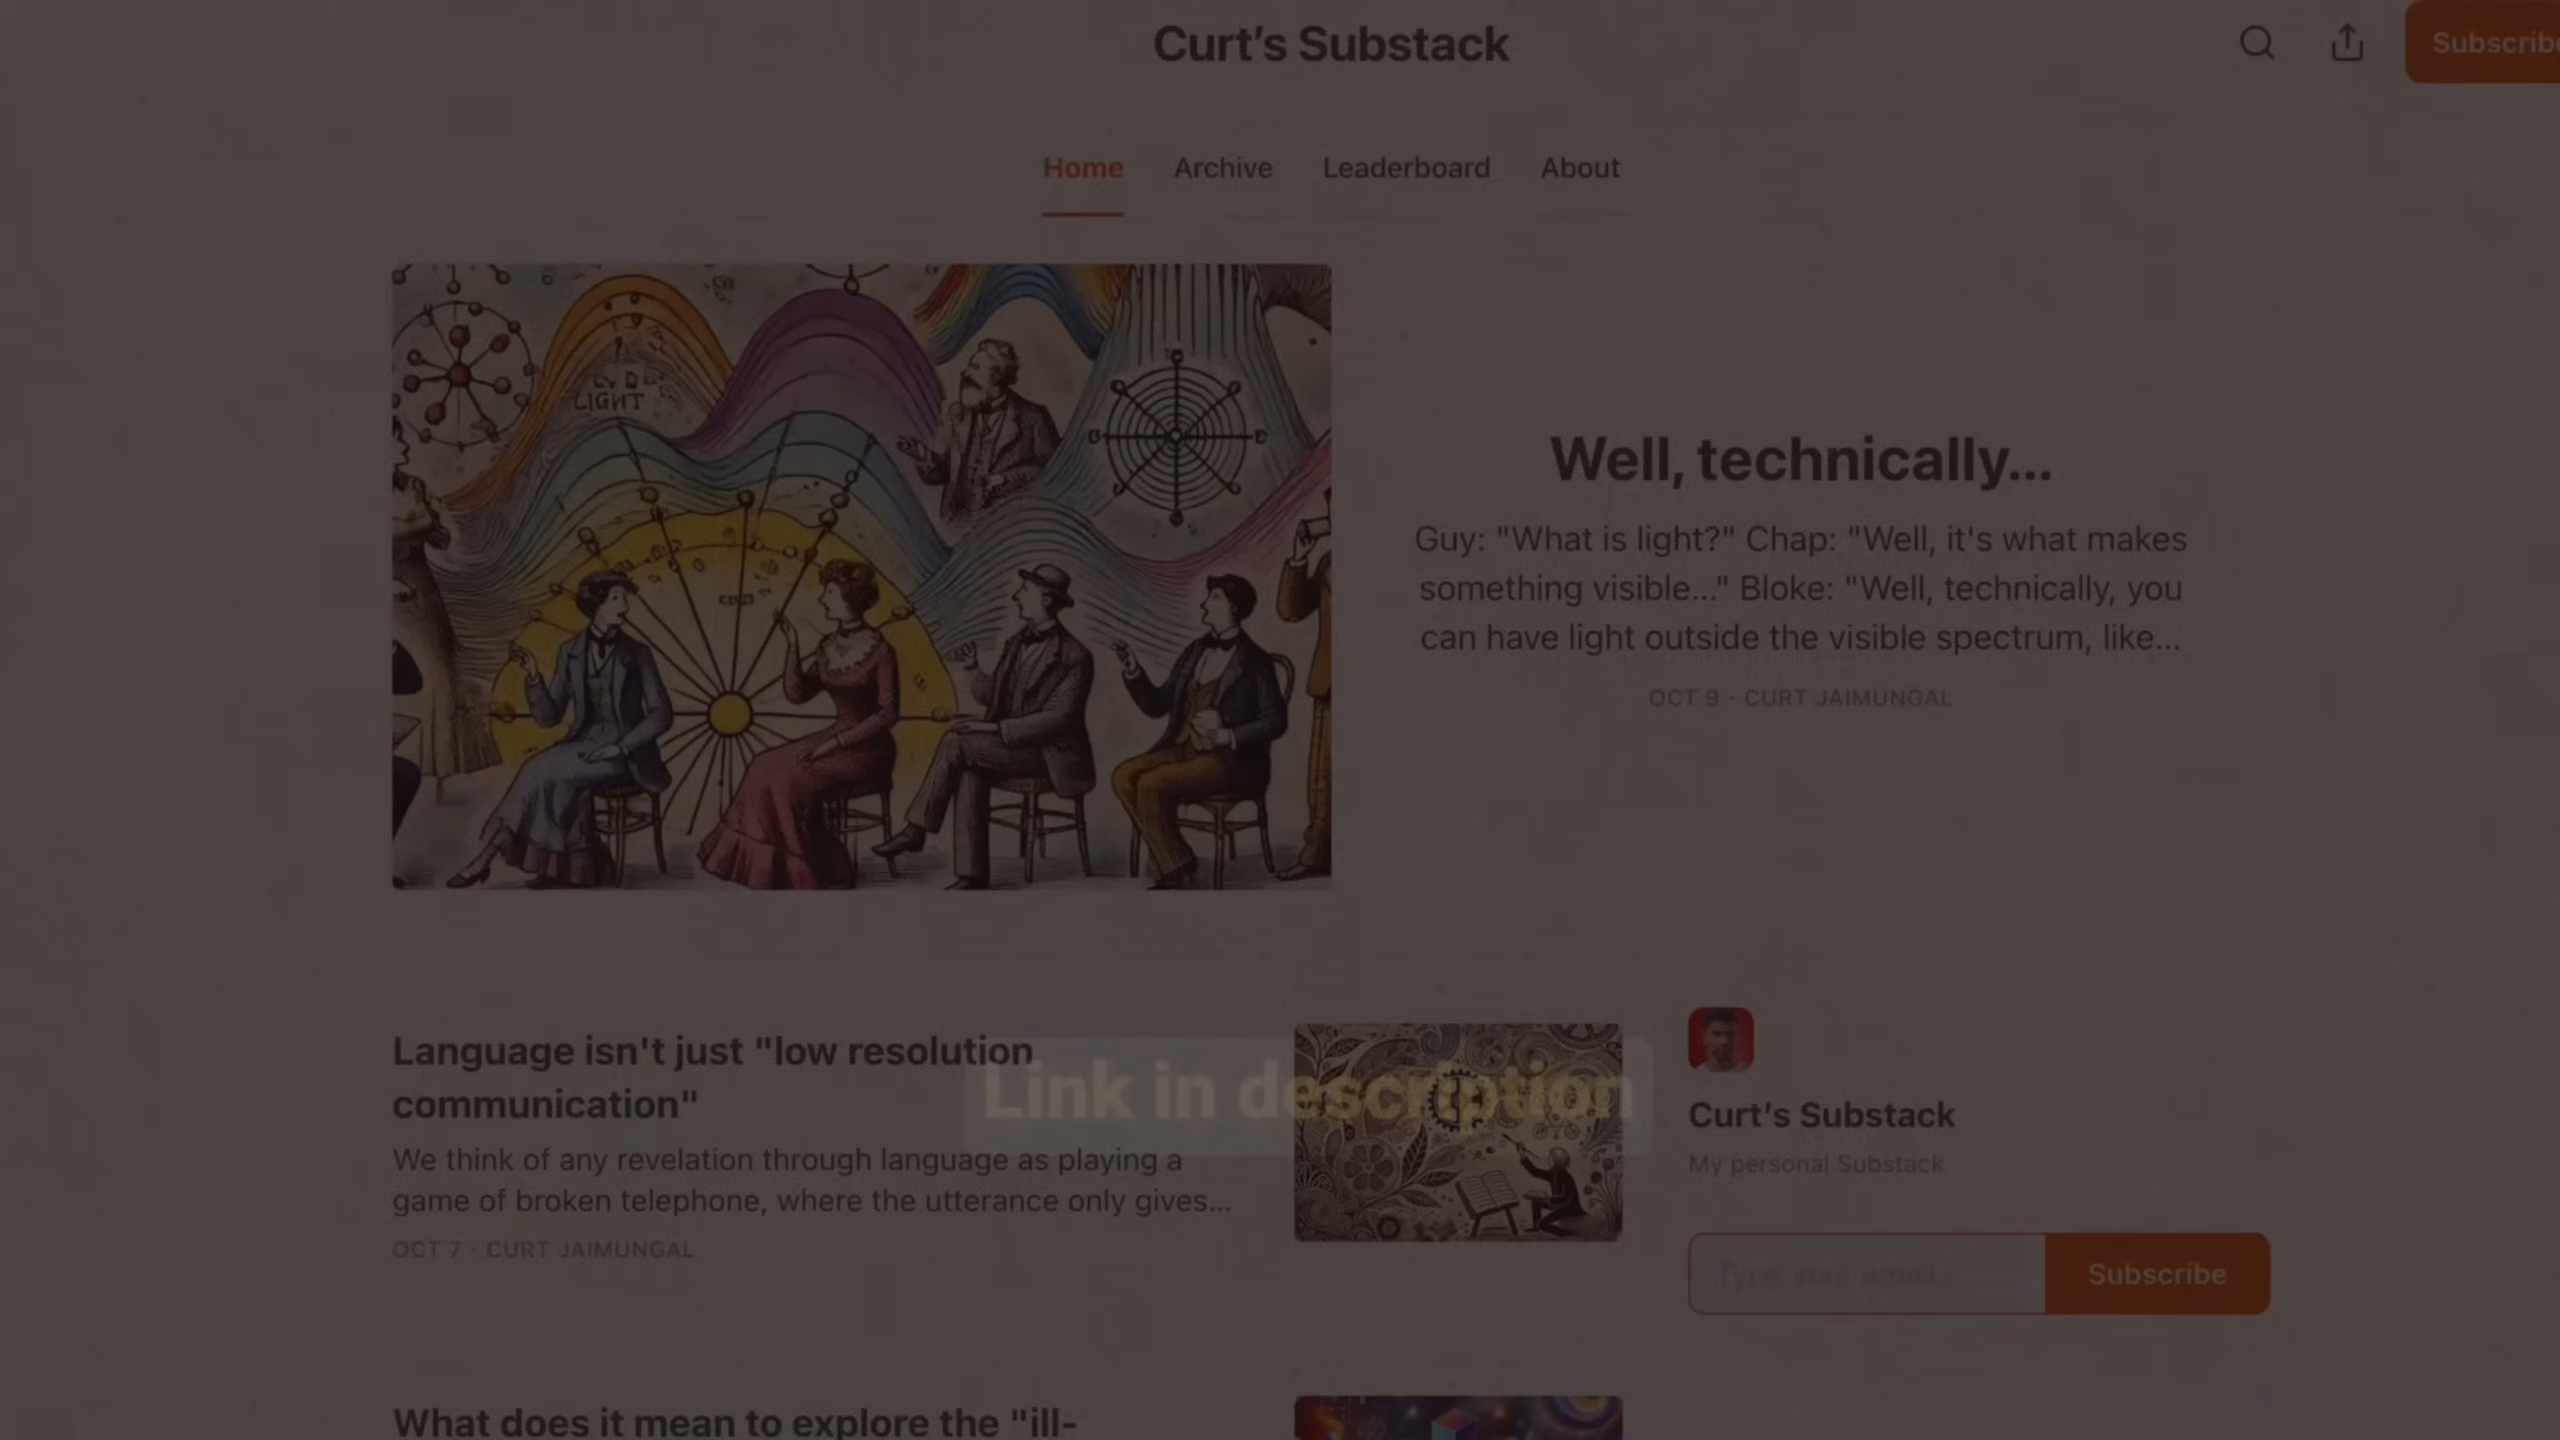 Curt's Substack
Subscribe
Home Archive Leaderboard About
LIGHT
Well, technically...
Guy: "What is light?" Chap: "Well, it's what makes
something visible..." Bloke: "Well, technically, you
can have light outside the visible spectrum, like...
OCT 9 · CURT JAIMUNGAL
Language isn't just "low resolution
communication"
We think of any revelation through language as playing a
game of broken telephone, where the utterance only gives...
OCT 7 · CURT JAIMUNGAL
Link in description
Curt's Substack
My personal Substack
Type your email...
Subscribe
What does it mean to explore the "ill-